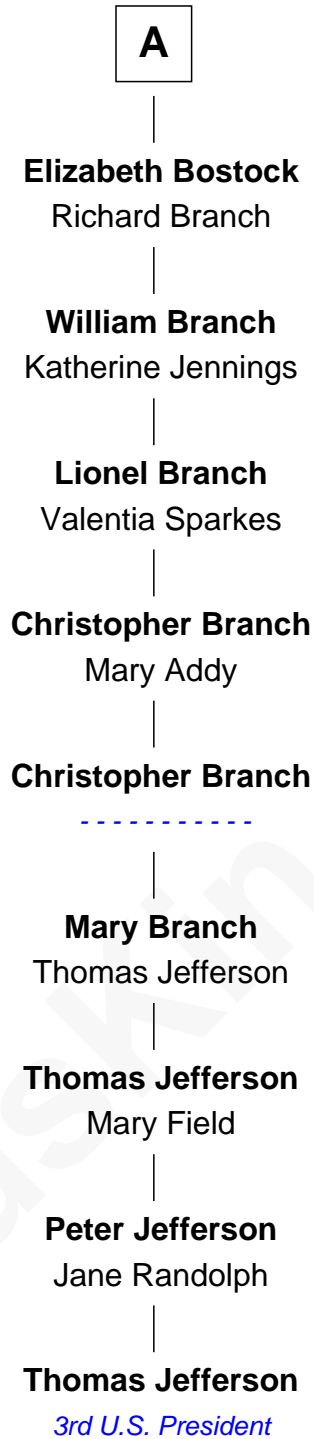 A
Elizabeth Bostock
Richard Branch
William Branch
Katherine Jennings
Lionel Branch
Valentia Sparkes
Christopher Branch
Mary Addy
Christopher Branch
- - - - - - - - - - -
Mary Branch
Thomas Jefferson
Thomas Jefferson
Mary Field
Peter Jefferson
Jane Randolph
Thomas Jefferson
3rd U.S. President